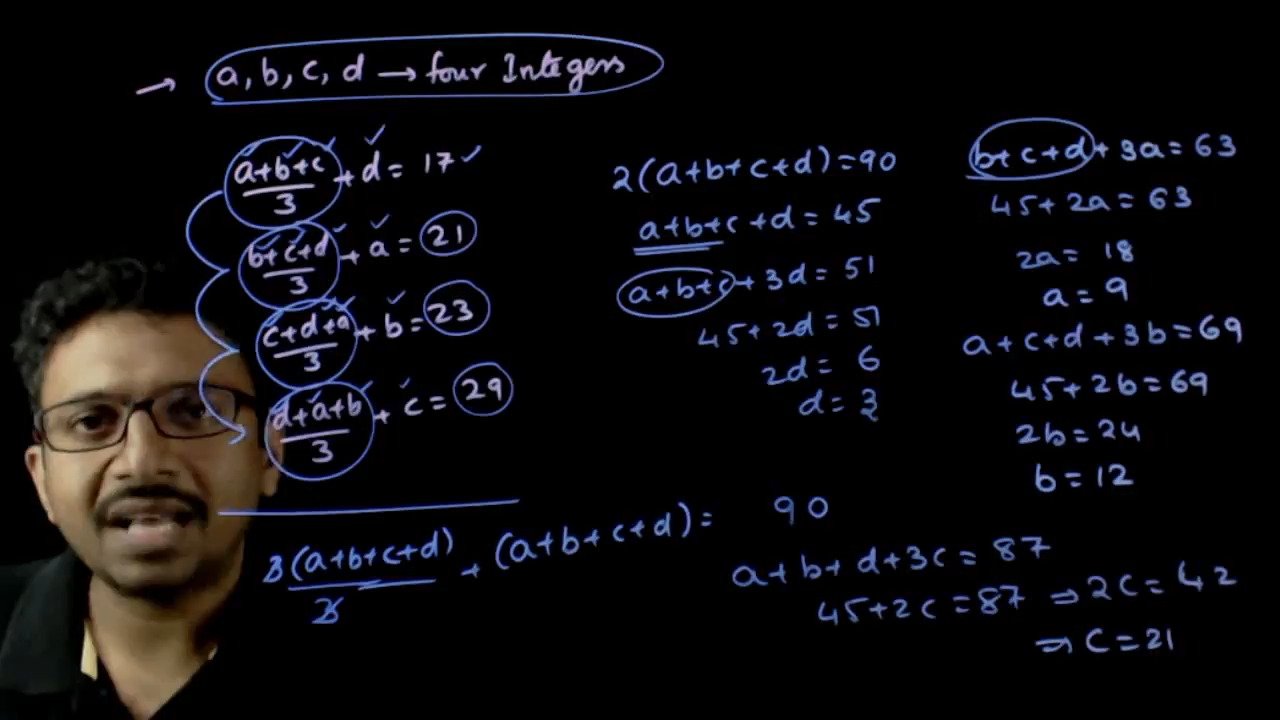 → a, b, c, d → four Integers
(a+b+c)/3 + d = 17
(b+c+d)/3 + a = 21
(c+d+a)/3 + b = 23
(d+a+b)/3 + c = 29
3(a+b+c+d)/3 + (a+b+c+d) = 90
2(a+b+c+d)=90
a+b+c+d = 45
a+b+c+3d = 51
45+2d = 51
2d = 6
d = 3
b+c+d+3a = 63
45+2a = 63
2a = 18
a = 9
a+c+d+3b = 69
45+2b = 69
2b = 24
b = 12
a+b+d+3c = 87
45+2c = 87 ⇒ 2c = 42
⇒ c = 21